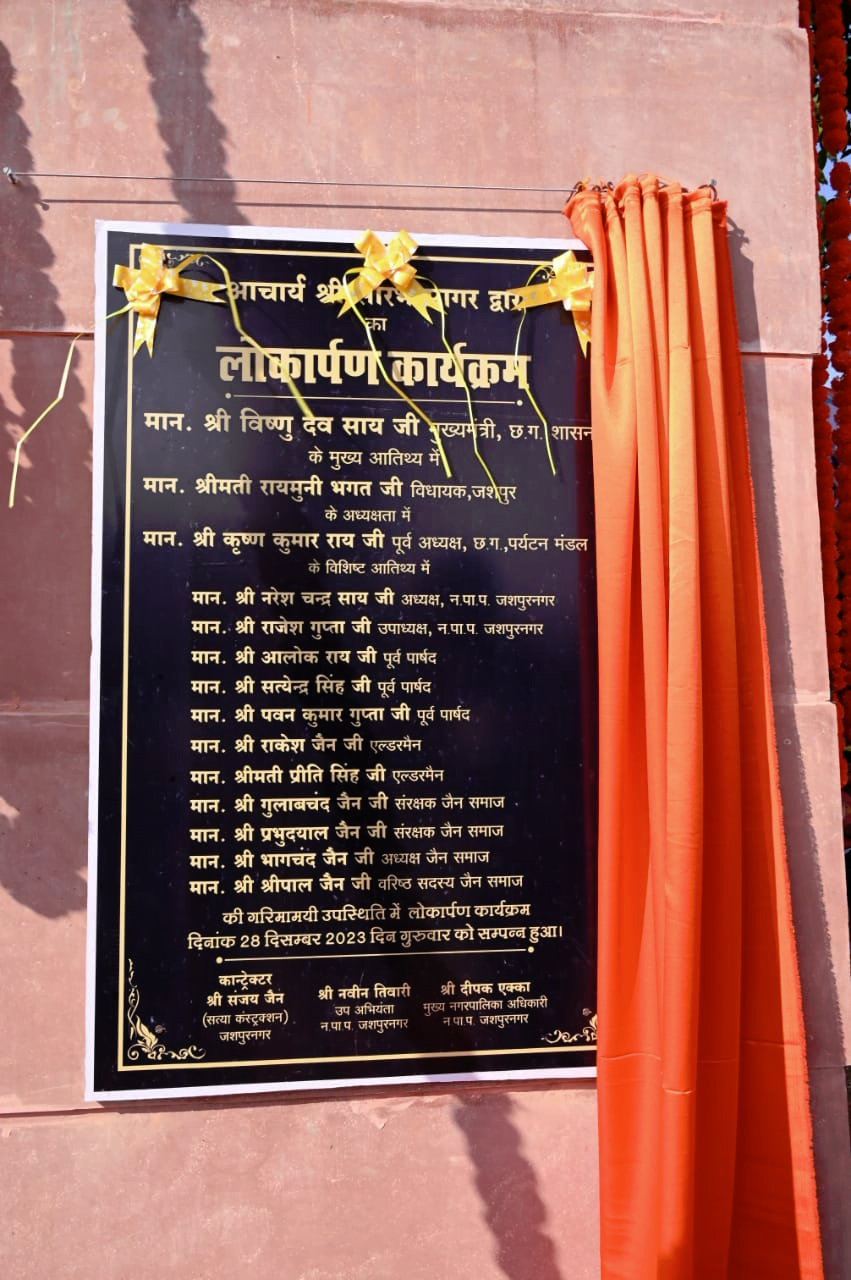 आचार्य श्री सागर द्वार
का
लोकार्पण कार्यक्रम
मान. श्री विष्णु देव साय जी मुख्यमंत्री, छ.ग. शासन
के मुख्य आतिथ्य में
मान. श्रीमती रायमुनी भगत जी विधायक,जशपुर
के अध्यक्षता में
मान. श्री कृष्ण कुमार राय जी पूर्व अध्यक्ष, छ.ग.,पर्यटन मंडल
के विशिष्ट आतिथ्य में
मान. श्री नरेश चन्द्र साय जी अध्यक्ष, न.पा.प. जशपुरनगर
मान. श्री राजेश गुप्ता जी उपाध्यक्ष, न.पा.प. जशपुरनगर
मान. श्री आलोक राय जी पूर्व पार्षद
मान. श्री सत्येन्द्र सिंह जी पूर्व पार्षद
मान. श्री पवन कुमार गुप्ता जी पूर्व पार्षद
मान. श्री राकेश जैन जी एल्डरमैन
मान. श्रीमती प्रीति सिंह जी एल्डरमैन
मान. श्री गुलाबचंद जैन जी संरक्षक जैन समाज
मान. श्री प्रभुदयाल जैन जी संरक्षक जैन समाज
मान. श्री भागचंद जैन जी अध्यक्ष जैन समाज
मान. श्री श्रीपाल जैन जी वरिष्ठ सदस्य जैन समाज
की गरिमामयी उपस्थिति में लोकार्पण कार्यक्रम
दिनांक 28 दिसम्बर 2023 दिन गुरुवार को सम्पन्न हुआ।
कान्ट्रेक्टर
श्री संजय जैन
(सत्या कंस्ट्रक्शन)
जशपुरनगर
श्री नवीन तिवारी
उप अभियंता
न.पा.प. जशपुरनगर
श्री दीपक एक्का
मुख्य नगरपालिका अधिकारी
न.पा.प. जशपुरनगर